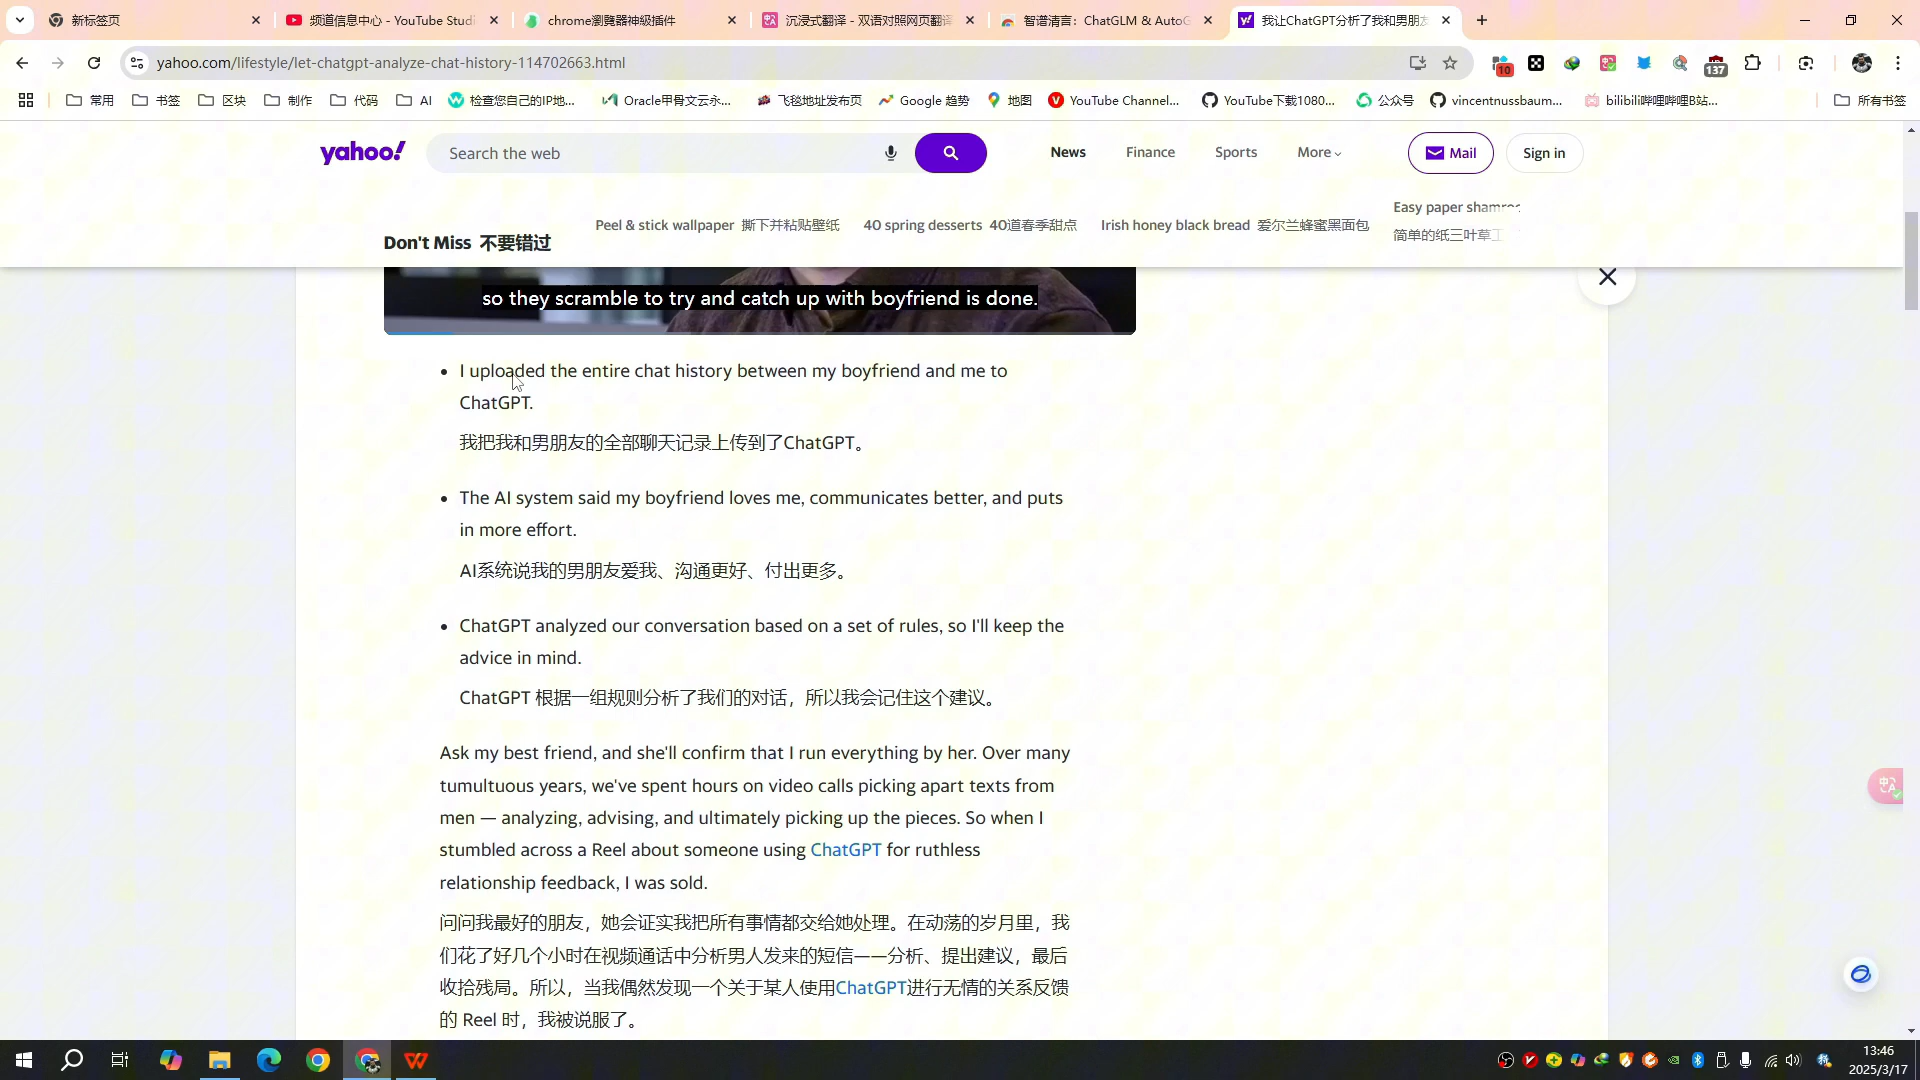 新标签页
频道信息中心 - YouTube Studi
chrome瀏覽器神級插件
沉浸式翻译 - 双语对照网页翻译
智谱清言：ChatGLM & AutoG
我让ChatGPT分析了我和男朋友
yahoo.com/lifestyle/let-chatgpt-analyze-chat-history-114702663.html
10
137
常用
书签
区块
制作
代码
AI
检查您自己的IP地...
Oracle甲骨文云永...
飞毯地址发布页
Google 趋势
地图
YouTube Channel...
YouTube下载1080...
公众号
vincentnussbaum...
bilibili哔哩哔哩B站...
所有书签
yahoo!
Search the web
News
Finance
Sports
More
Mail
Sign in
Don't Miss 不要错过
Peel & stick wallpaper 撕下并粘贴壁纸
40 spring desserts 40道春季甜点
Irish honey black bread 爱尔兰蜂蜜黑面包
Easy paper shamroc
简单的纸三叶草工
so they scramble to try and catch up with boyfriend is done.
• I uploaded the entire chat history between my boyfriend and me to
ChatGPT.
我把我和男朋友的全部聊天记录上传到了ChatGPT。
• The AI system said my boyfriend loves me, communicates better, and puts
in more effort.
AI系统说我的男朋友爱我、沟通更好、付出更多。
• ChatGPT analyzed our conversation based on a set of rules, so I'll keep the
advice in mind.
ChatGPT 根据一组规则分析了我们的对话，所以我会记住这个建议。
Ask my best friend, and she'll confirm that I run everything by her. Over many
tumultuous years, we've spent hours on video calls picking apart texts from
men — analyzing, advising, and ultimately picking up the pieces. So when I
stumbled across a Reel about someone using ChatGPT for ruthless
relationship feedback, I was sold.
问问我最好的朋友，她会证实我把所有事情都交给她处理。在动荡的岁月里，我
们花了好几个小时在视频通话中分析男人发来的短信——分析、提出建议，最后
收拾残局。所以，当我偶然发现一个关于某人使用ChatGPT进行无情的关系反馈
的 Reel 时，我被说服了。
13:46
2025/3/17